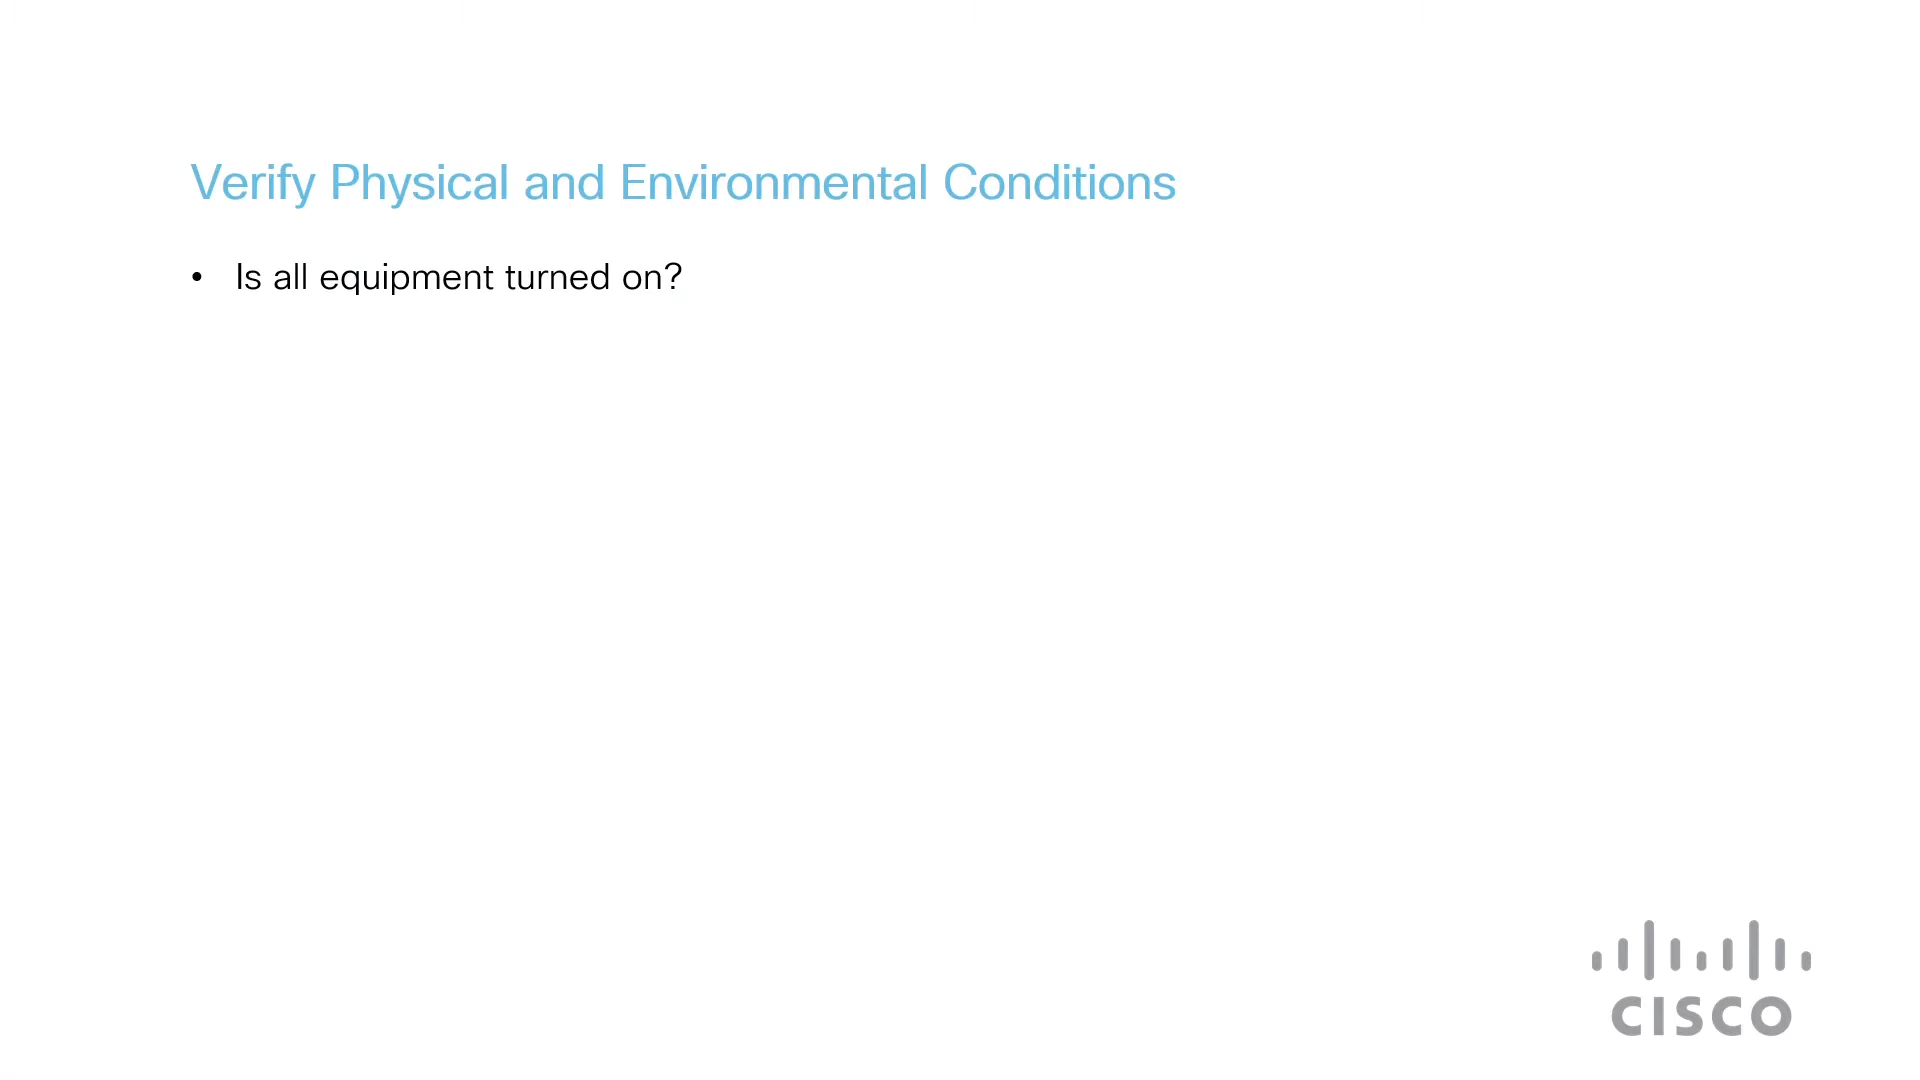 Verify Physical and Environmental Conditions
• Is all equipment turned on?
CISCO